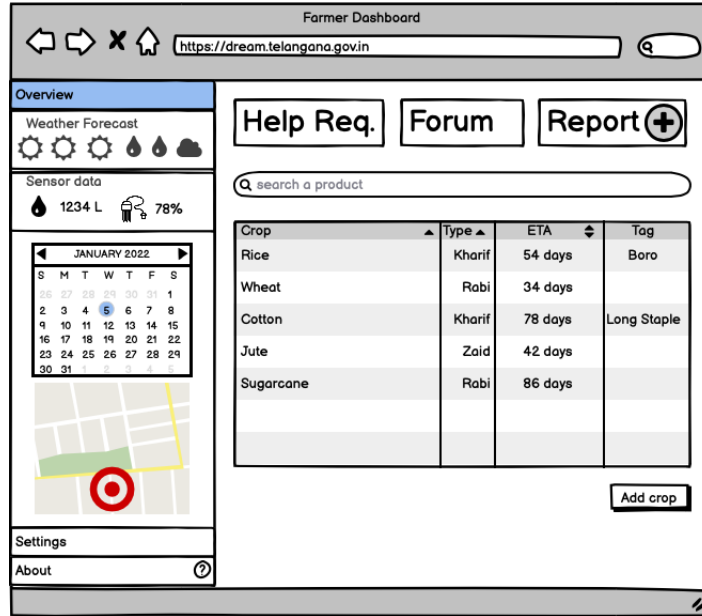 Farmer Dashboard
https://dream.telangana.gov.in
Overview
Weather Forecast
Sensor data
1234 L 78%
JANUARY 2022
S M T W T F S
26 27 28 29 30 31 1
2 3 4 5 6 7 8
9 10 11 12 13 14 15
16 17 18 19 20 21 22
23 24 25 26 27 28 29
30 31 1 2 3 4 5
Settings
About ?
Help Req. Forum Report +
search a product
Crop Type ETA Tag
Rice Kharif 54 days Boro
Wheat Rabi 34 days
Cotton Kharif 78 days Long Staple
Jute Zaid 42 days
Sugarcane Rabi 86 days
Add crop